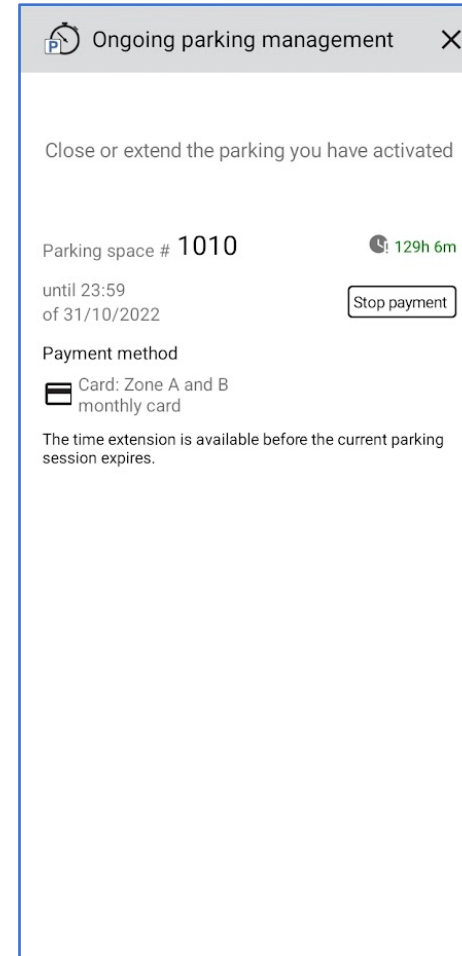 P Ongoing parking management
Close or extend the parking you have activated
Parking space # 1010
129h 6m
until 23:59
of 31/10/2022
Stop payment
Payment method
Card: Zone A and B
monthly card
The time extension is available before the current parking
session expires.